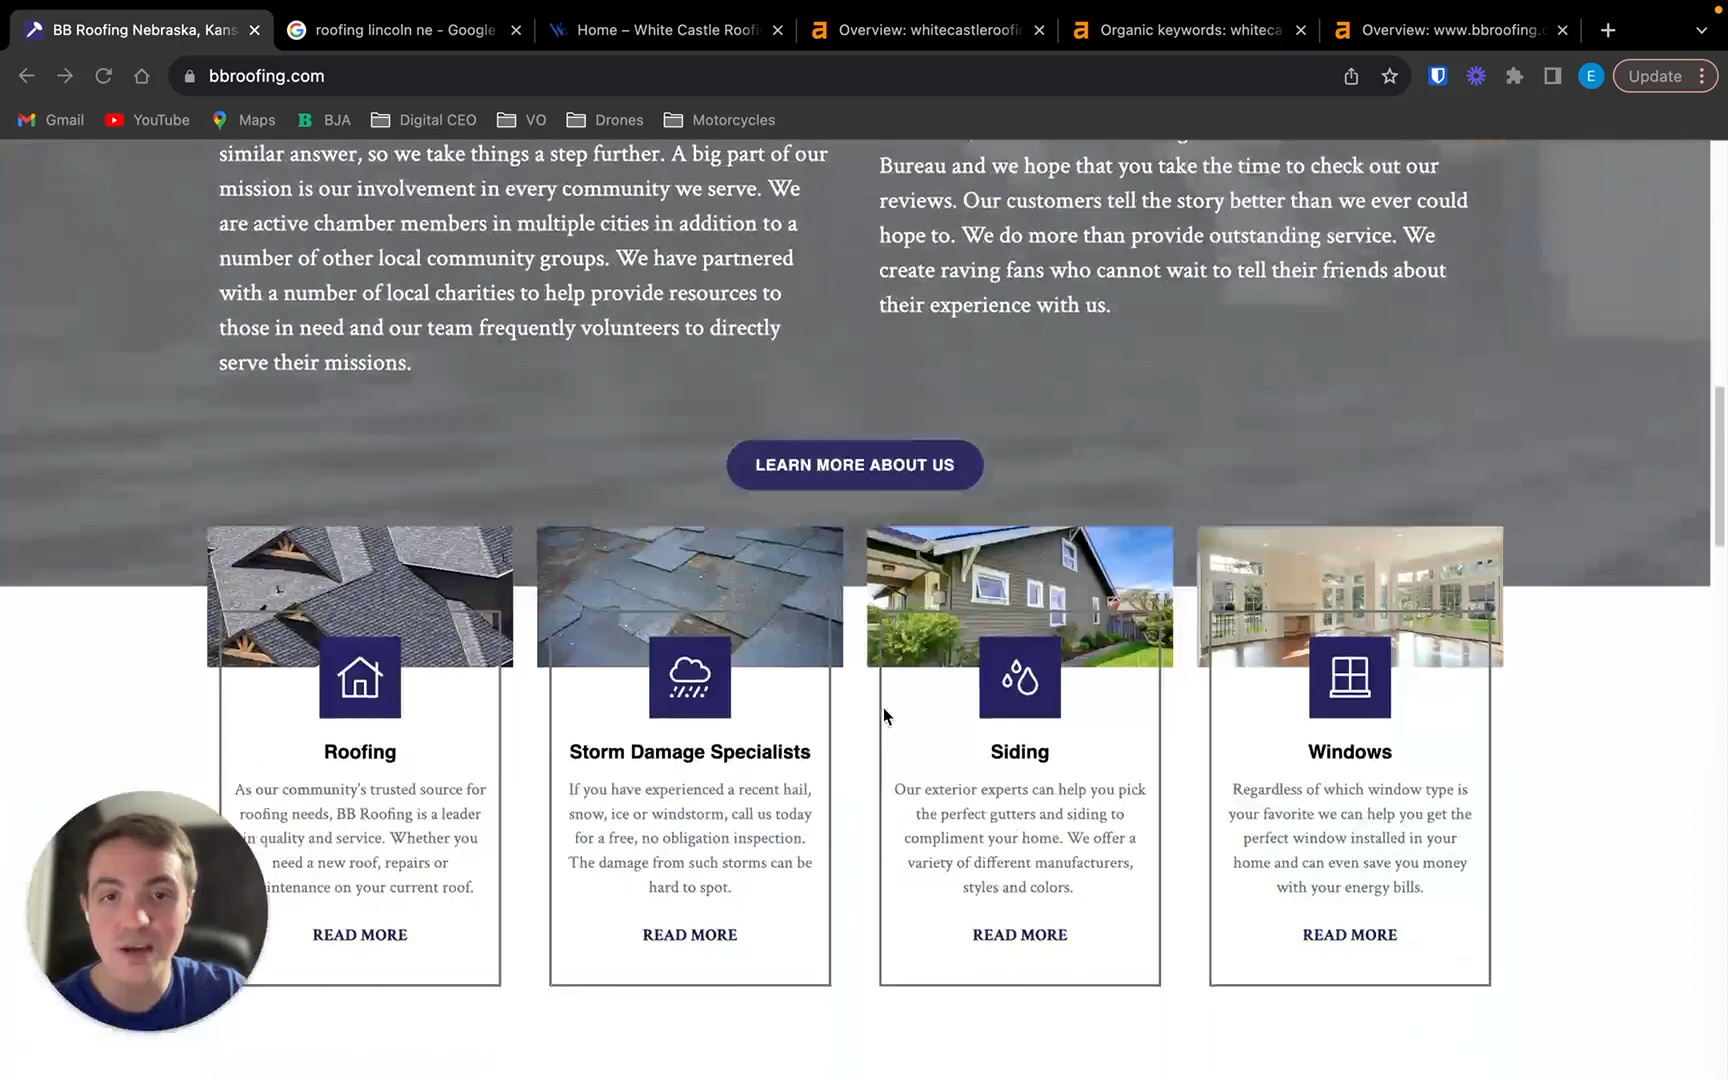 BB Roofing Nebraska, Kans
roofing lincoln ne - Google
Home – White Castle Roofi
Overview: whitecastleroofi
Organic keywords: whiteca
Overview: www.bbroofing.c
bbroofing.com
E
Update
Gmail
YouTube
Maps
BJA
Digital CEO
VO
Drones
Motorcycles
similar answer, so we take things a step further. A big part of our
mission is our involvement in every community we serve. We
are active chamber members in multiple cities in addition to a
number of other local community groups. We have partnered
with a number of local charities to help provide resources to
those in need and our team frequently volunteers to directly
serve their missions.
Bureau and we hope that you take the time to check out our
reviews. Our customers tell the story better than we ever could
hope to. We do more than provide outstanding service. We
create raving fans who cannot wait to tell their friends about
their experience with us.
LEARN MORE ABOUT US
Roofing
As our community's trusted source for
roofing needs, BB Roofing is a leader
in quality and service. Whether you
need a new roof, repairs or
intenance on your current roof.
READ MORE
Storm Damage Specialists
If you have experienced a recent hail,
snow, ice or windstorm, call us today
for a free, no obligation inspection.
The damage from such storms can be
hard to spot.
READ MORE
Siding
Our exterior experts can help you pick
the perfect gutters and siding to
compliment your home. We offer a
variety of different manufacturers,
styles and colors.
READ MORE
Windows
Regardless of which window type is
your favorite we can help you get the
perfect window installed in your
home and can even save you money
with your energy bills.
READ MORE